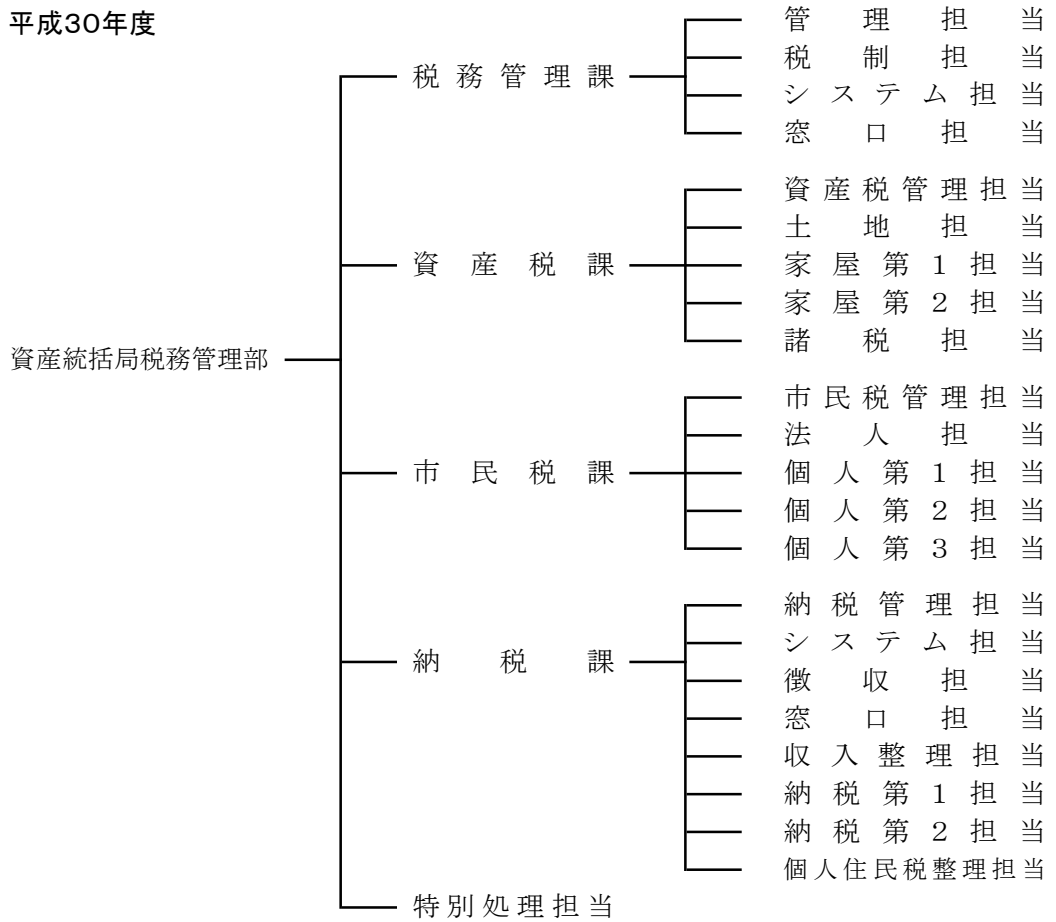 平成30年度
資産統括局税務管理部
税務管理課
管理担当
税制担当
システム担当
窓口担当
資産税課
資産税管理担当
土地担当
家屋第1担当
家屋第2担当
諸税担当
市民税課
市民税管理担当
法人担当
個人第1担当
個人第2担当
個人第3担当
納税課
納税管理担当
システム担当
徴収担当
窓口担当
収入整理担当
納税第1担当
納税第2担当
個人住民税整理担当
特別処理担当